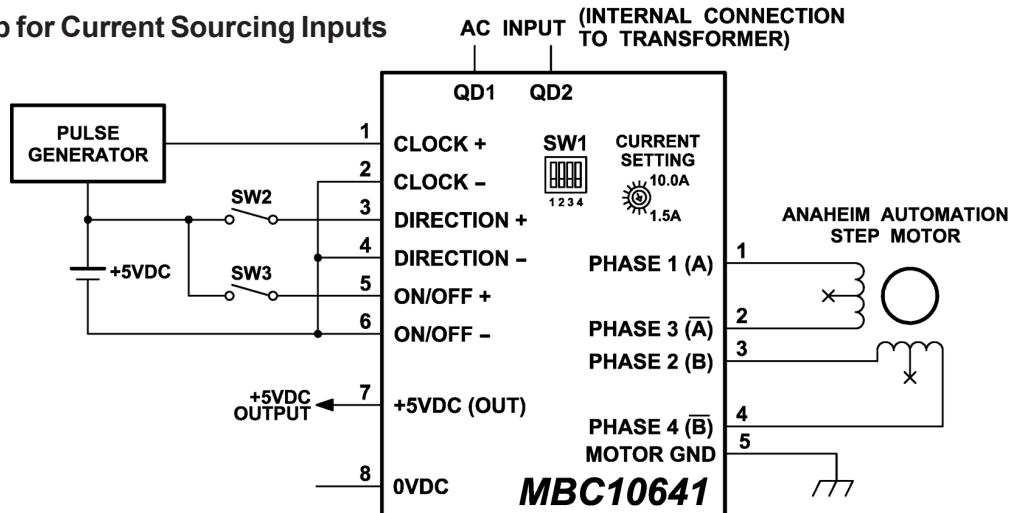 p for Current Sourcing Inputs
AC INPUT
(INTERNAL CONNECTION
TO TRANSFORMER)
QD1
QD2
PULSE
GENERATOR
SW2
SW3
+5VDC
+5VDC
OUTPUT
1
CLOCK +
2
CLOCK –
3
DIRECTION +
4
DIRECTION –
5
ON/OFF +
6
ON/OFF –
7
+5VDC (OUT)
8
0VDC
SW1
1 2 3 4
CURRENT
SETTING
10.0A
1.5A
ANAHEIM AUTOMATION
STEP MOTOR
PHASE 1 (A)
1
PHASE 3 (A̅)
2
PHASE 2 (B)
3
PHASE 4 (B̅)
4
MOTOR GND
5
MBC10641